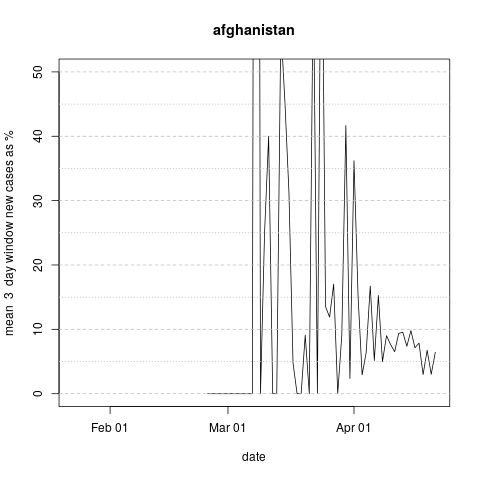 afghanistan
mean  3  day window new cases as %
50
40
30
20
10
0
Feb 01
Mar 01
Apr 01
date